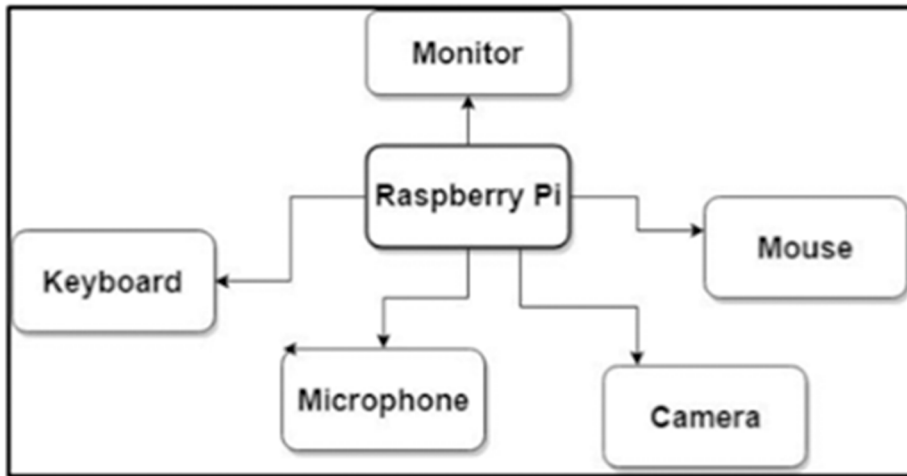 Monitor
Raspberry Pi
Mouse
Keyboard
Microphone
Camera